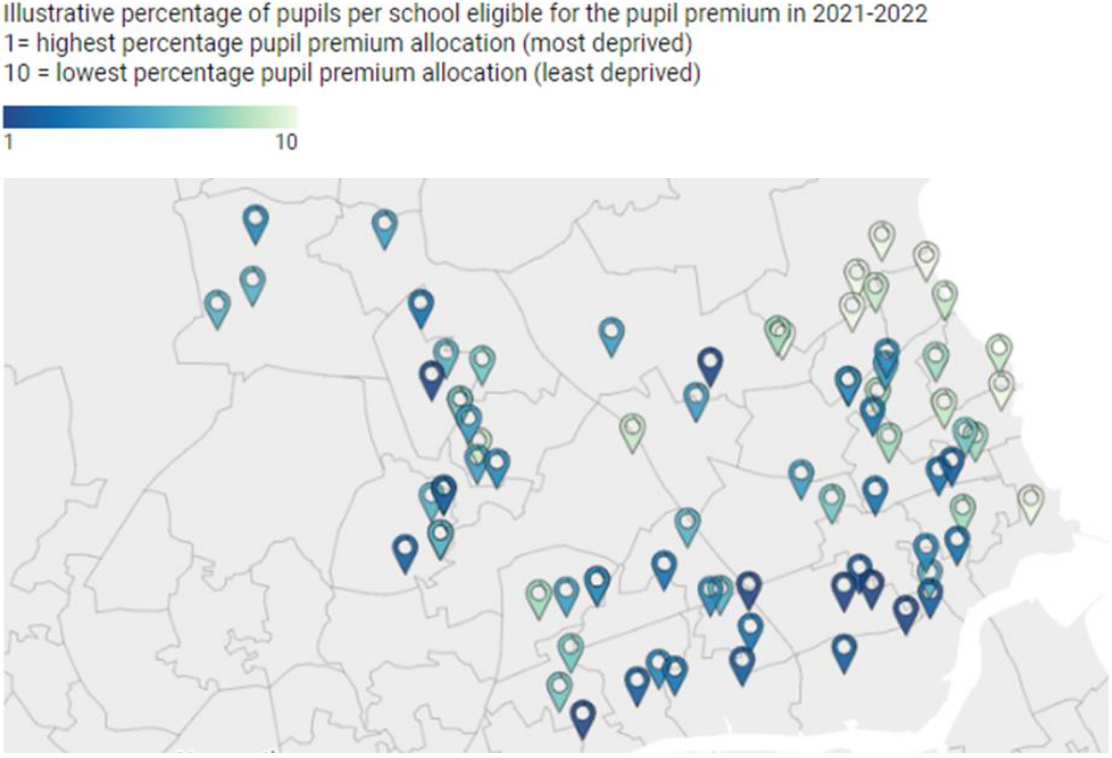 Illustrative percentage of pupils per school eligible for the pupil premium in 2021-2022
1= highest percentage pupil premium allocation (most deprived)
10 = lowest percentage pupil premium allocation (least deprived)
1 10